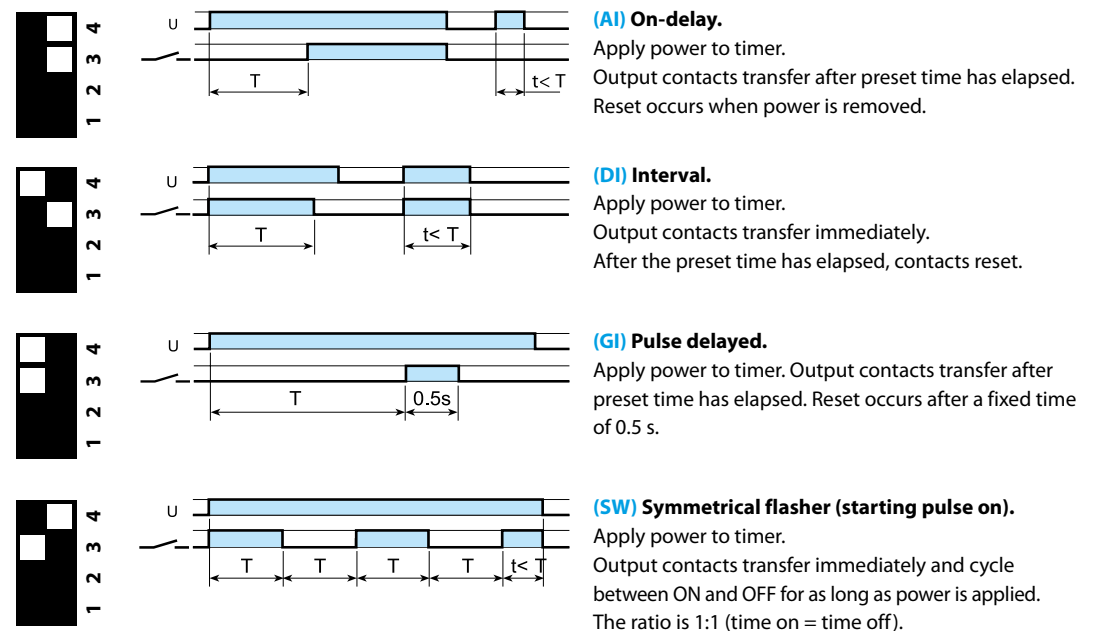 4
3
2
1
U
T
t< T
(AI) On-delay.
Apply power to timer.
Output contacts transfer after preset time has elapsed.
Reset occurs when power is removed.
4
3
2
1
U
T
t< T
(DI) Interval.
Apply power to timer.
Output contacts transfer immediately.
After the preset time has elapsed, contacts reset.
4
3
2
1
U
T
0.5s
(GI) Pulse delayed.
Apply power to timer. Output contacts transfer after
preset time has elapsed. Reset occurs after a fixed time
of 0.5 s.
4
3
2
1
U
T T T T t< T
(SW) Symmetrical flasher (starting pulse on).
Apply power to timer.
Output contacts transfer immediately and cycle
between ON and OFF for as long as power is applied.
The ratio is 1:1 (time on = time off).